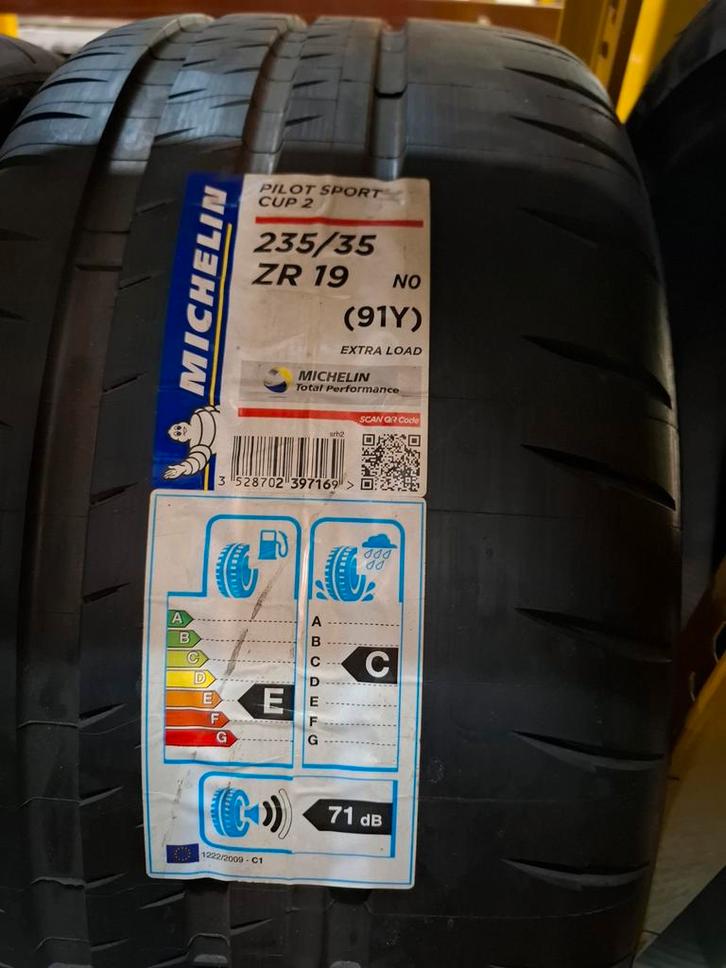 MICHELIN
PILOT SPORT
CUP 2
235/35
ZR 19 N0
(91Y)
EXTRA LOAD
MICHELIN
Total Performance
SCAN QR Code
srh2
3 528702 397169 >
A
B
C
D
E
F
G
E
A
B
C
D
E
F
G
C
71 dB
1222/2009 - C1